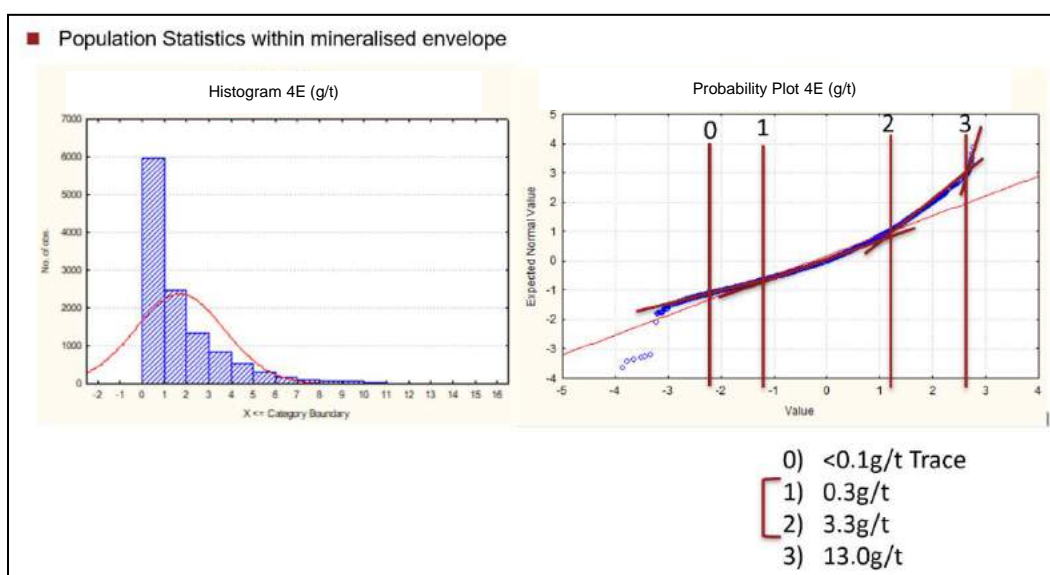 Population Statistics within mineralised envelope
Histogram 4E (g/t)
7000
6000
5000
4000
3000
2000
1000
0
No. of obs.
-2 -1 0 1 2 3 4 5 6 7 8 9 10 11 12 13 14 15 16
X <= Category Boundary
Probability Plot 4E (g/t)
0 1 2 3
5
4
3
2
1
0
-1
-2
-3
-4
Expected Normal Value
-5 -4 -3 -2 -1 0 1 2 3 4
Value
0) <0.1g/t Trace
1) 0.3g/t
2) 3.3g/t
3) 13.0g/t